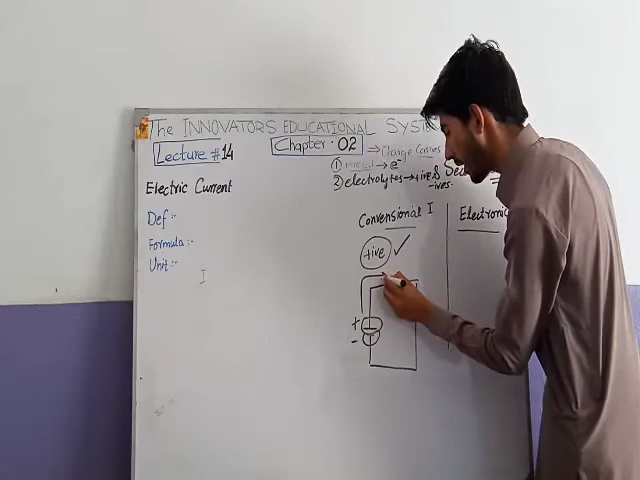 The INNOVATORS EDUCATIONAL SYS
Lecture #14
Chapter · 02
⇒ Charge Carries
① → e⁻
② electrolytes → +ive &
-ives.
Electric Current
Def :-
Formula :-
Unit :-
I
Convensional I
Electronic
+ive ✓
+
-